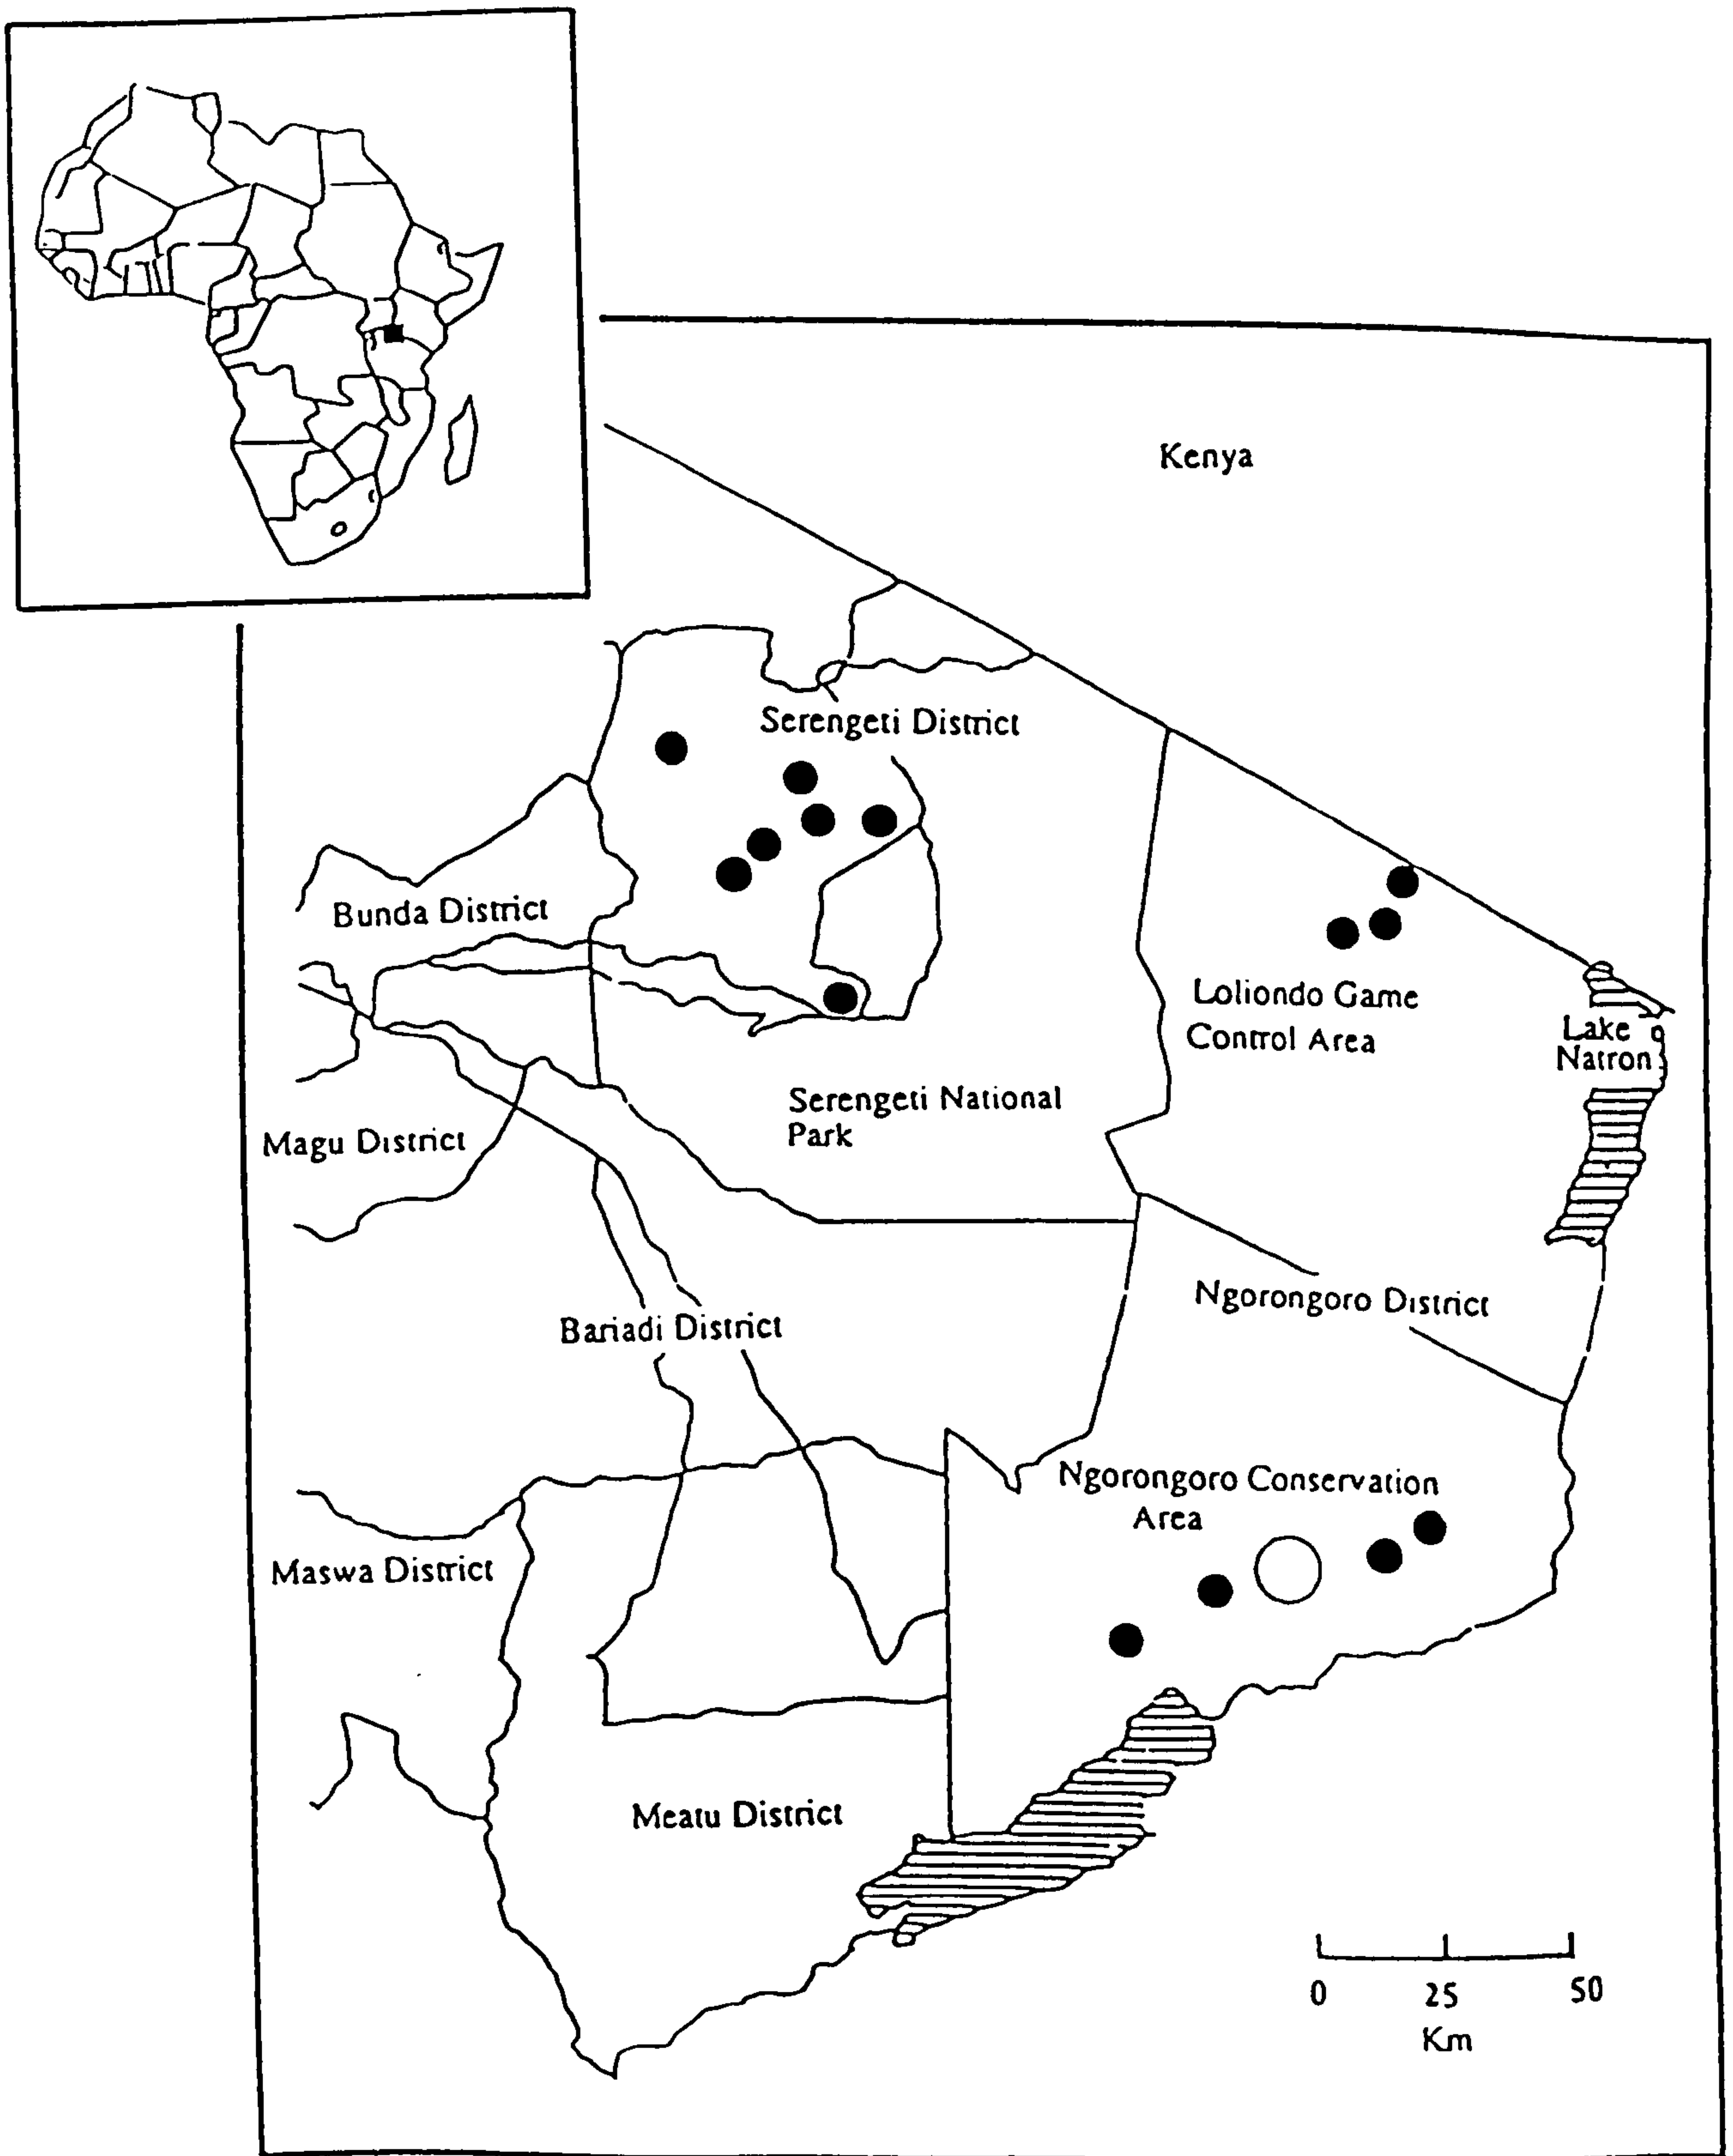 Kenya
Serengeti District
Bunda District
Loliondo Game
Control Area
Lake
Natron
Serengeti National
Park
Magu District
Ngorongoro District
Bariadi District
Ngorongoro Conservation
Area
Maswa District
Meatu District
0 25 50
Km